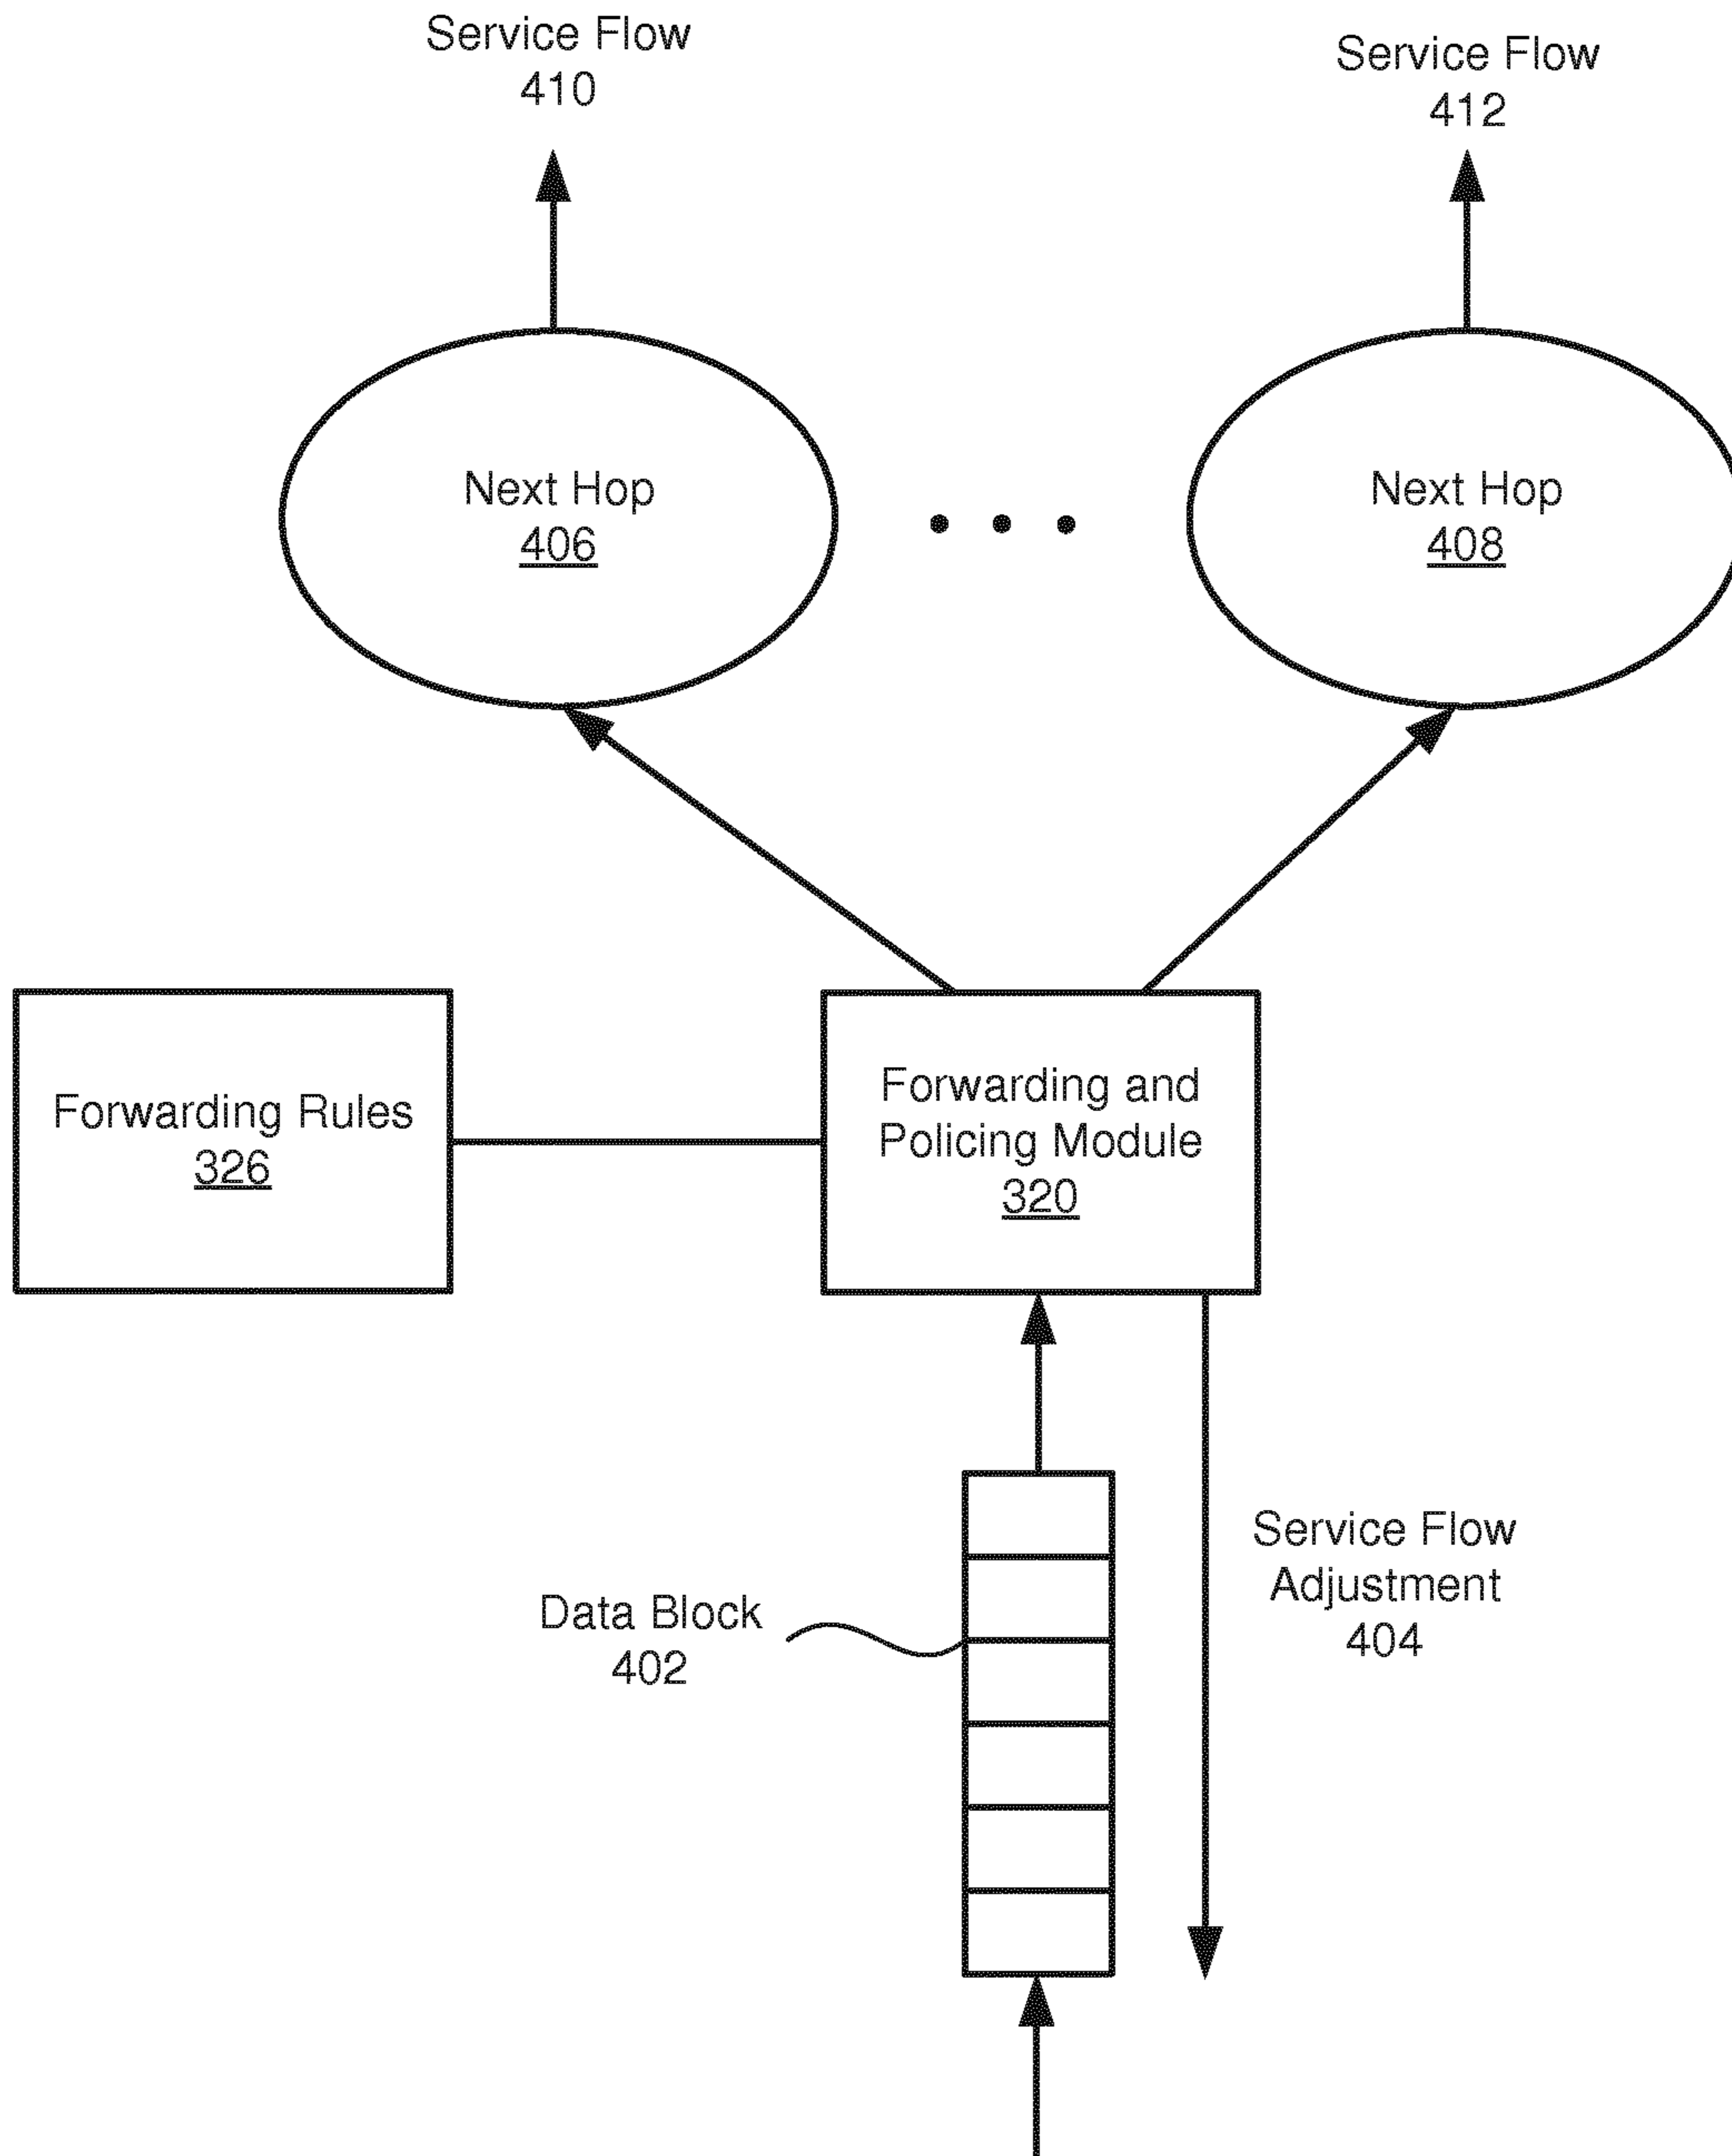 Service Flow
410
Service Flow
412
Next Hop
406
Next Hop
408
Forwarding Rules
326
Forwarding and
Policing Module
320
Service Flow
Adjustment
404
Data Block
402